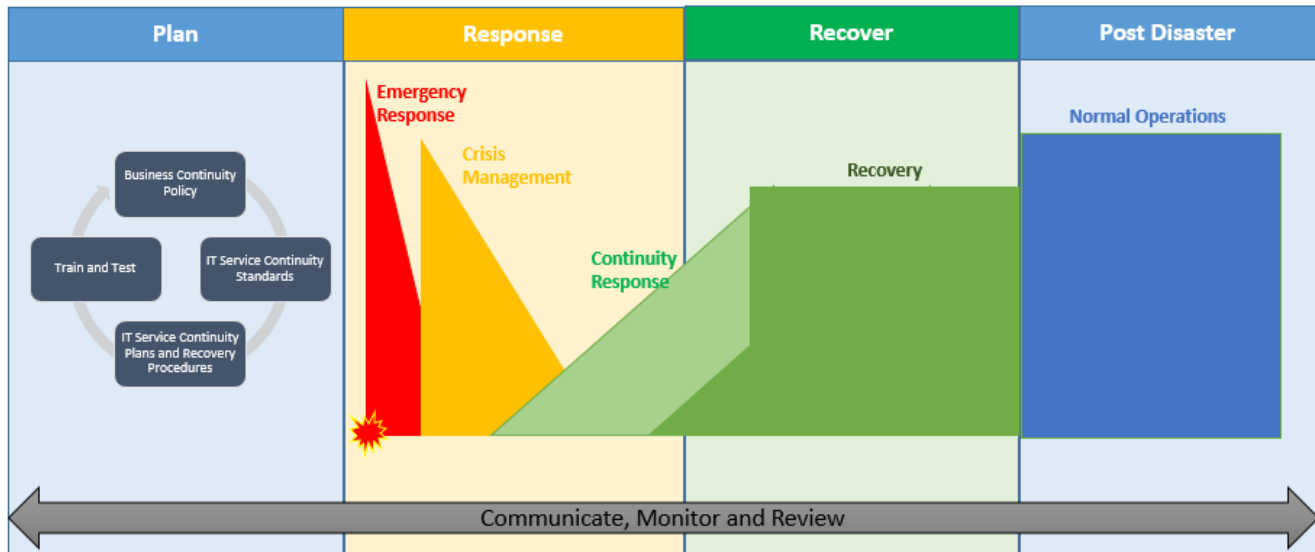 Plan
Response
Recover
Post Disaster
Business Continuity
Policy
Train and Test
IT Service Continuity
Standards
IT Service Continuity
Plans and Recovery
Procedures
Emergency
Response
Crisis
Management
Continuity
Response
Recovery
Normal Operations
Communicate, Monitor and Review